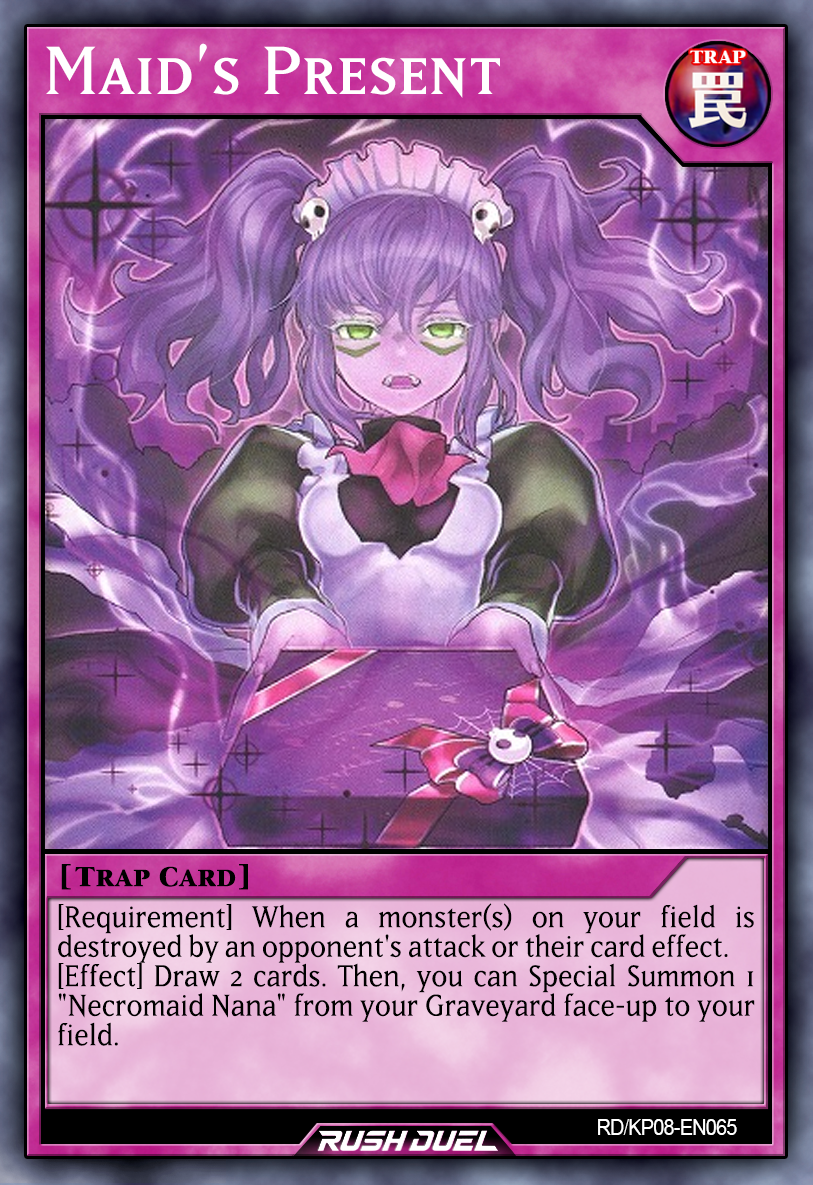 Maid's Present
TRAP
罠
[Trap Card]
[Requirement] When a monster(s) on your field is
destroyed by an opponent's attack or their card effect.
[Effect] Draw 2 cards. Then, you can Special Summon 1
"Necromaid Nana" from your Graveyard face-up to your
field.
RD/KP08-EN065
RUSH DUEL